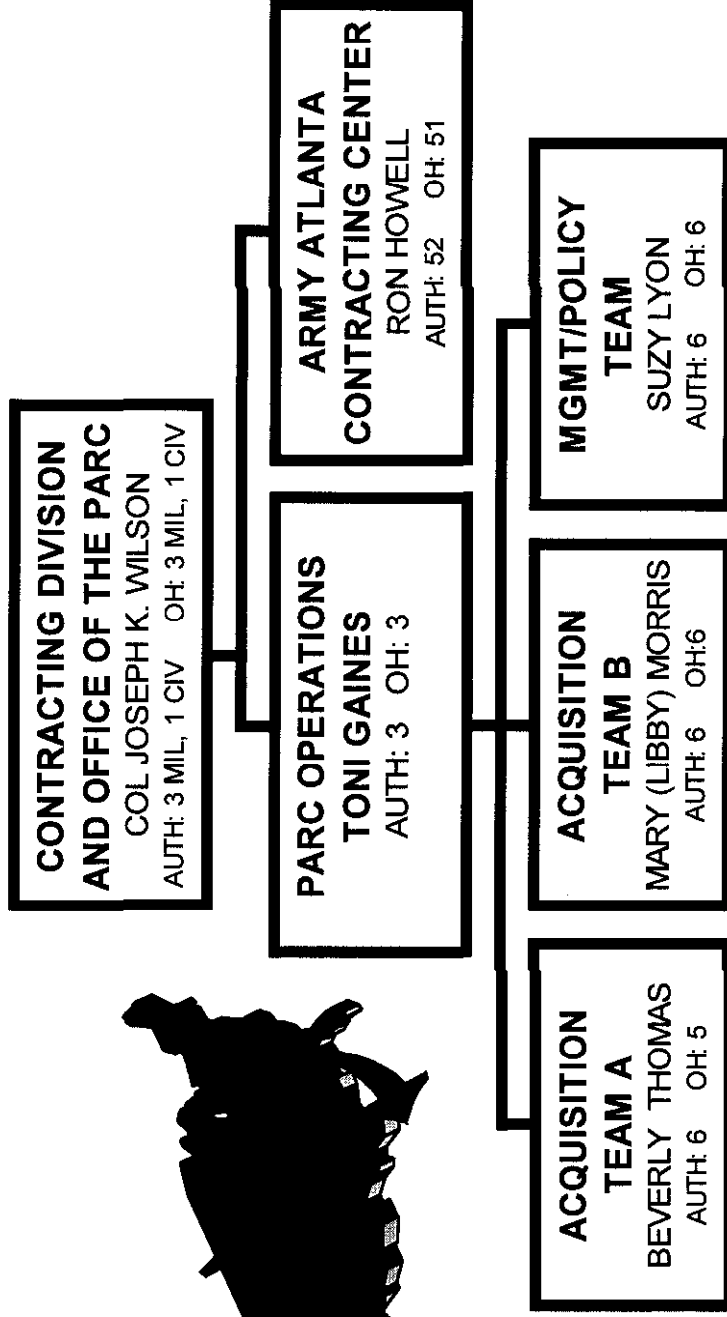 CONTRACTING DIVISION
AND OFFICE OF THE PARC
COL JOSEPH K. WILSON
AUTH: 3 MIL, 1 CIV OH: 3 MIL, 1 CIV
PARC OPERATIONS
TONI GAINES
AUTH: 3 OH: 3
ARMY ATLANTA
CONTRACTING CENTER
RON HOWELL
AUTH: 52 OH: 51
ACQUISITION
TEAM A
BEVERLY THOMAS
AUTH: 6 OH: 5
ACQUISITION
TEAM B
MARY (LIBBY) MORRIS
AUTH: 6 OH:6
MGMT/POLICY
TEAM
SUZY LYON
AUTH: 6 OH: 6